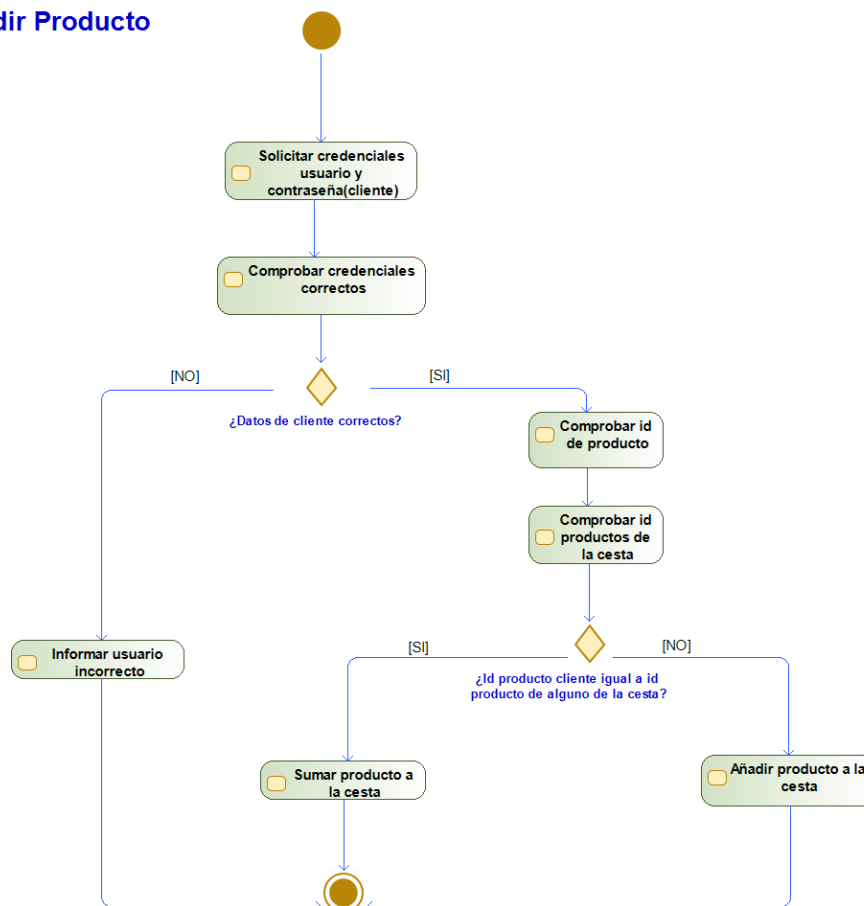 dir Producto
Solicitar credenciales
usuario y
contraseña(cliente)
Comprobar credenciales
correctos
[NO]
[SI]
¿Datos de cliente correctos?
Comprobar id
de producto
Comprobar id
productos de
la cesta
[SI]
[NO]
¿Id producto cliente igual a id
producto de alguno de la cesta?
Informar usuario
incorrecto
Sumar producto a
la cesta
Añadir producto a la
cesta